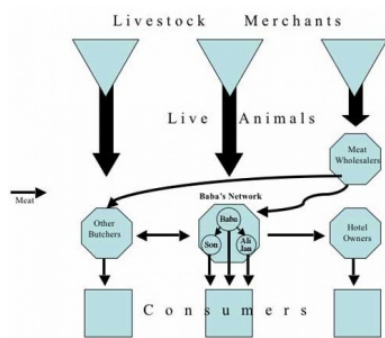 Livestock Merchants
Live Animals
Meat
Wholesalers
Meat
Baba's Network
Other
Butchers
Baba
Son
Ali
Jan
Hotel
Owners
Consumers